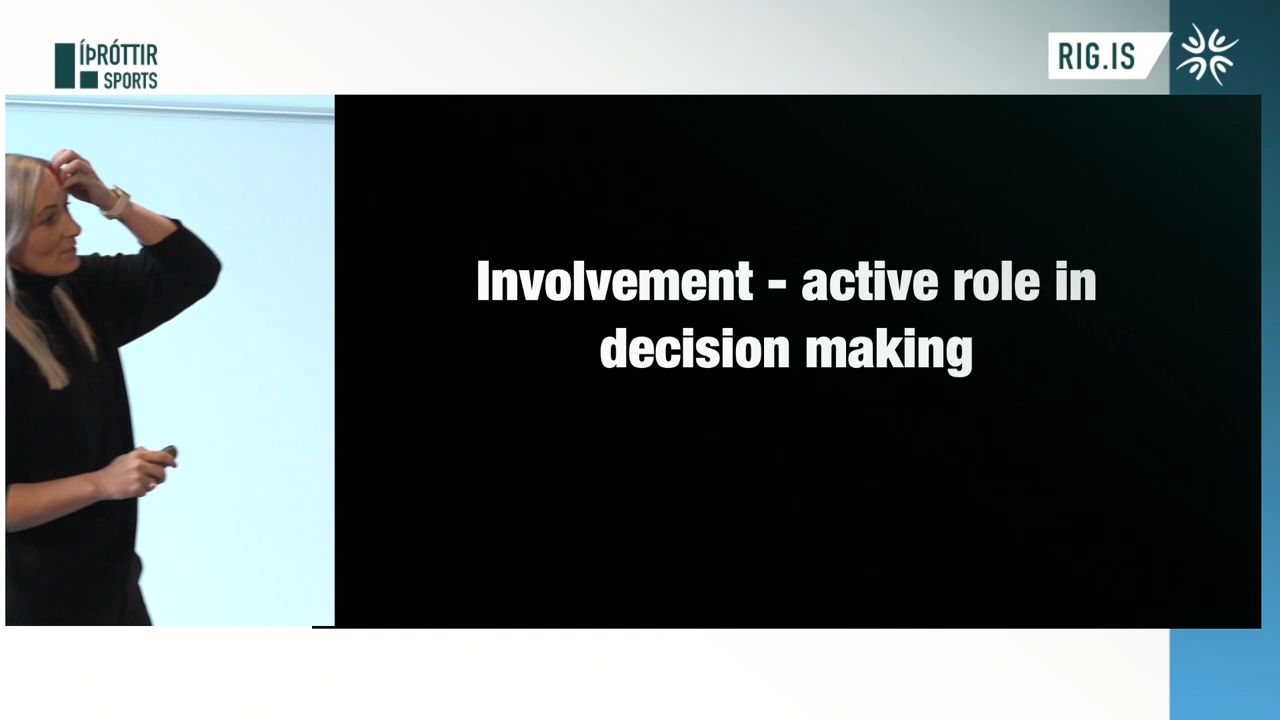 ÍÞRÓTTIR
SPORTS
RIG.IS
Involvement - active role in
decision making